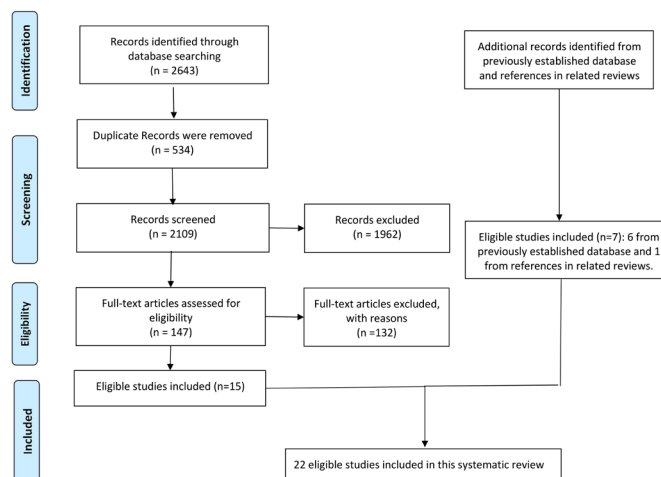 Identification
Records identified through
database searching
(n = 2643)
Additional records identified from
previously established database
and references in related reviews
Screening
Duplicate Records were removed
(n = 534)
Records screened
(n = 2109)
Records excluded
(n = 1962)
Eligible studies included (n=7): 6 from
previously established database and 1
from references in related reviews.
Eligibility
Full-text articles assessed for
eligibility
(n = 147)
Full-text articles excluded,
with reasons
(n =132)
Included
Eligible studies included (n=15)
22 eligible studies included in this systematic review